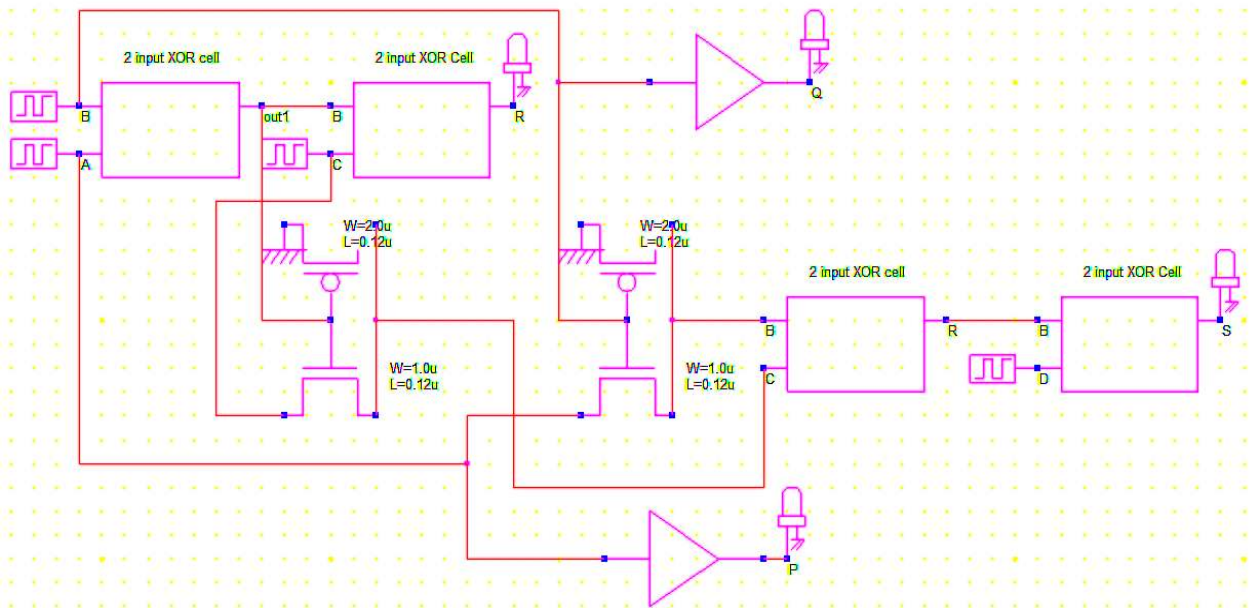 2 input XOR cell
2 input XOR Cell
B
A
out1
B
C
R
Q
W=2.0u
L=0.12u
W=2.0u
L=0.12u
W=1.0u
L=0.12u
W=1.0u
L=0.12u
2 input XOR cell
2 input XOR Cell
B
C
R
B
D
S
P